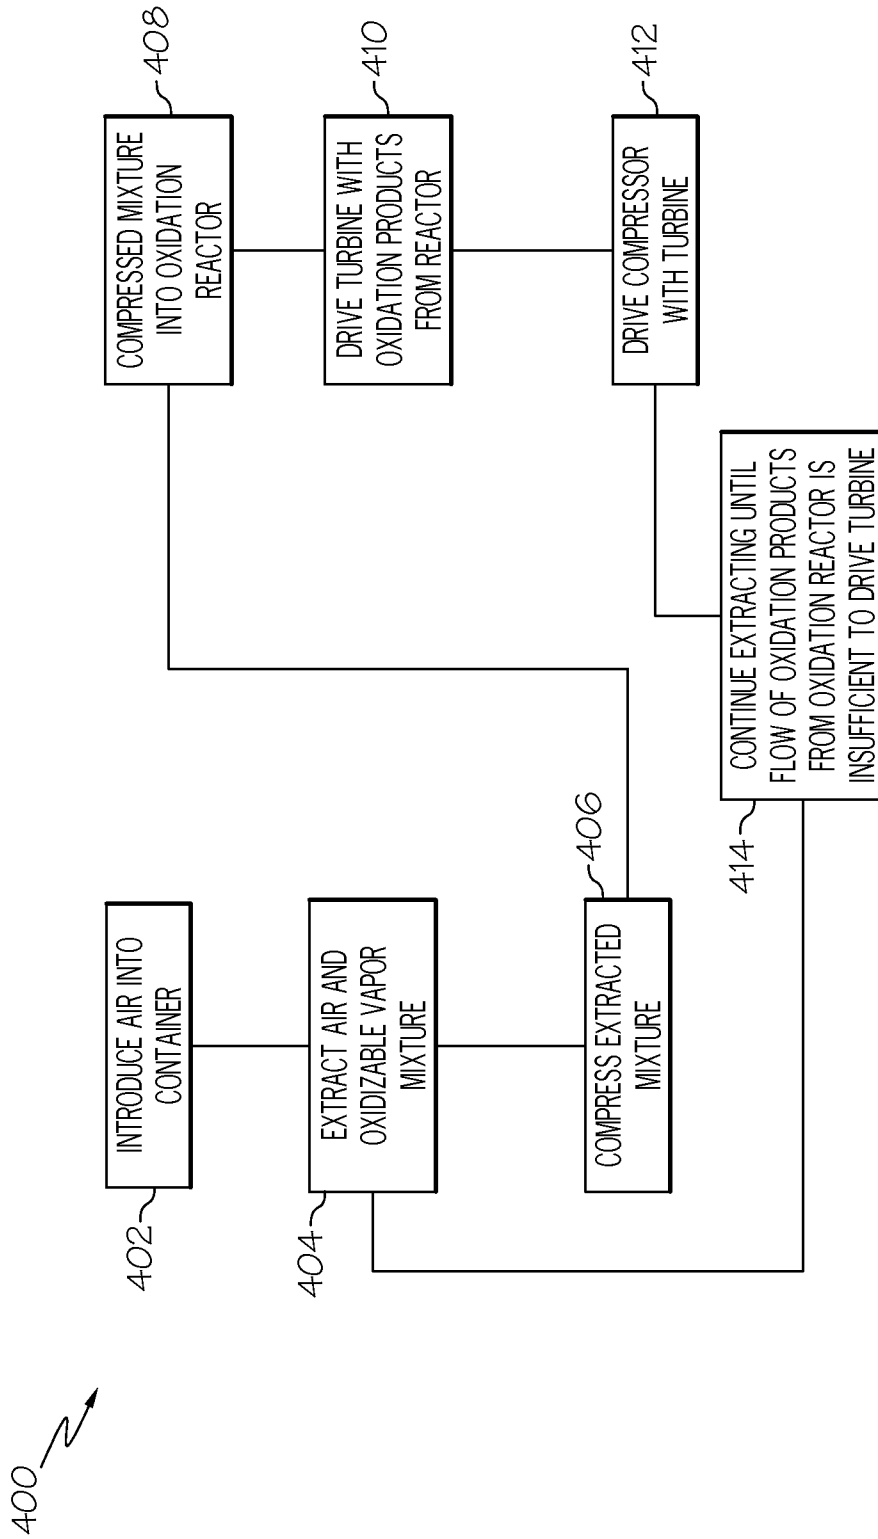 400
402
INTRODUCE AIR INTO
CONTAINER
404
EXTRACT AIR AND
OXIDIZABLE VAPOR
MIXTURE
406
COMPRESS EXTRACTED
MIXTURE
408
COMPRESSED MIXTURE
INTO OXIDATION
REACTOR
410
DRIVE TURBINE WITH
OXIDATION PRODUCTS
FROM REACTOR
412
DRIVE COMPRESSOR
WITH TURBINE
414
CONTINUE EXTRACTING UNTIL
FLOW OF OXIDATION PRODUCTS
FROM OXIDATION REACTOR IS
INSUFFICIENT TO DRIVE TURBINE